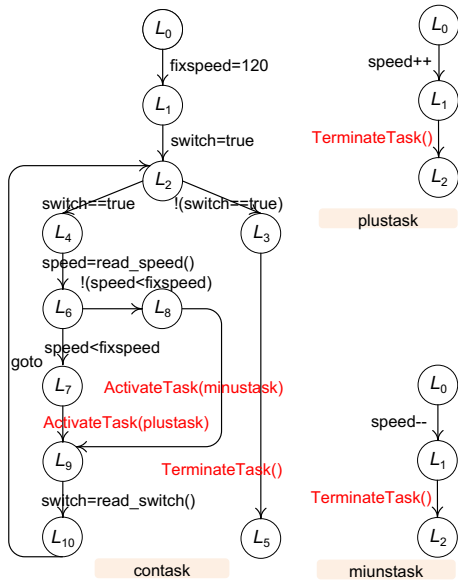 L0
fixspeed=120
L1
switch=true
L2
switch==true
!(switch==true)
L4
L3
speed=read_speed()
!(speed<fixspeed)
L6
L8
speed<fixspeed
goto
L7
ActivateTask(minustask)
ActivateTask(plustask)
L9
TerminateTask()
switch=read_switch()
L10
L5
contask
L0
speed++
L1
TerminateTask()
L2
plustask
L0
speed--
L1
TerminateTask()
L2
miunstask